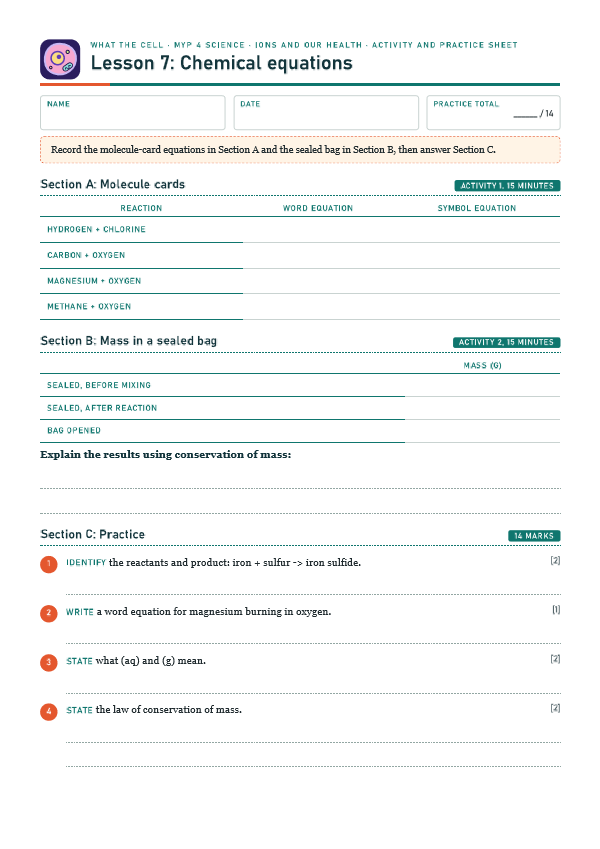 WHAT THE CELL · MYP 4 SCIENCE · IONS AND OUR HEALTH · ACTIVITY AND PRACTICE SHEET
Lesson 7: Chemical equations
NAME
DATE
PRACTICE TOTAL
_____ / 14
Record the molecule-card equations in Section A and the sealed bag in Section B, then answer Section C.
Section A: Molecule cards
ACTIVITY 1, 15 MINUTES
REACTION WORD EQUATION SYMBOL EQUATION
HYDROGEN + CHLORINE
CARBON + OXYGEN
MAGNESIUM + OXYGEN
METHANE + OXYGEN
Section B: Mass in a sealed bag
ACTIVITY 2, 15 MINUTES
MASS (G)
SEALED, BEFORE MIXING
SEALED, AFTER REACTION
BAG OPENED
Explain the results using conservation of mass:
Section C: Practice
14 MARKS
1 IDENTIFY the reactants and product: iron + sulfur -> iron sulfide. [2]
2 WRITE a word equation for magnesium burning in oxygen. [1]
3 STATE what (aq) and (g) mean. [2]
4 STATE the law of conservation of mass. [2]